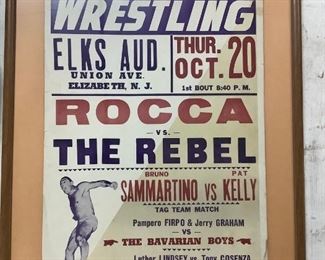 WRESTLING
ELKS AUD.
UNION AVE.
ELIZABETH, N. J.
THUR.
OCT. 20
1st BOUT 8:40 P. M.
ROCCA
— VS. —
THE REBEL
BRUNO PAT
SAMMARTINO VS KELLY
TAG TEAM MATCH
Pampero FIRPO & Jerry GRAHAM
— VS —
THE BAVARIAN BOYS
Luther LINDSEY vs. Tony COSENZA